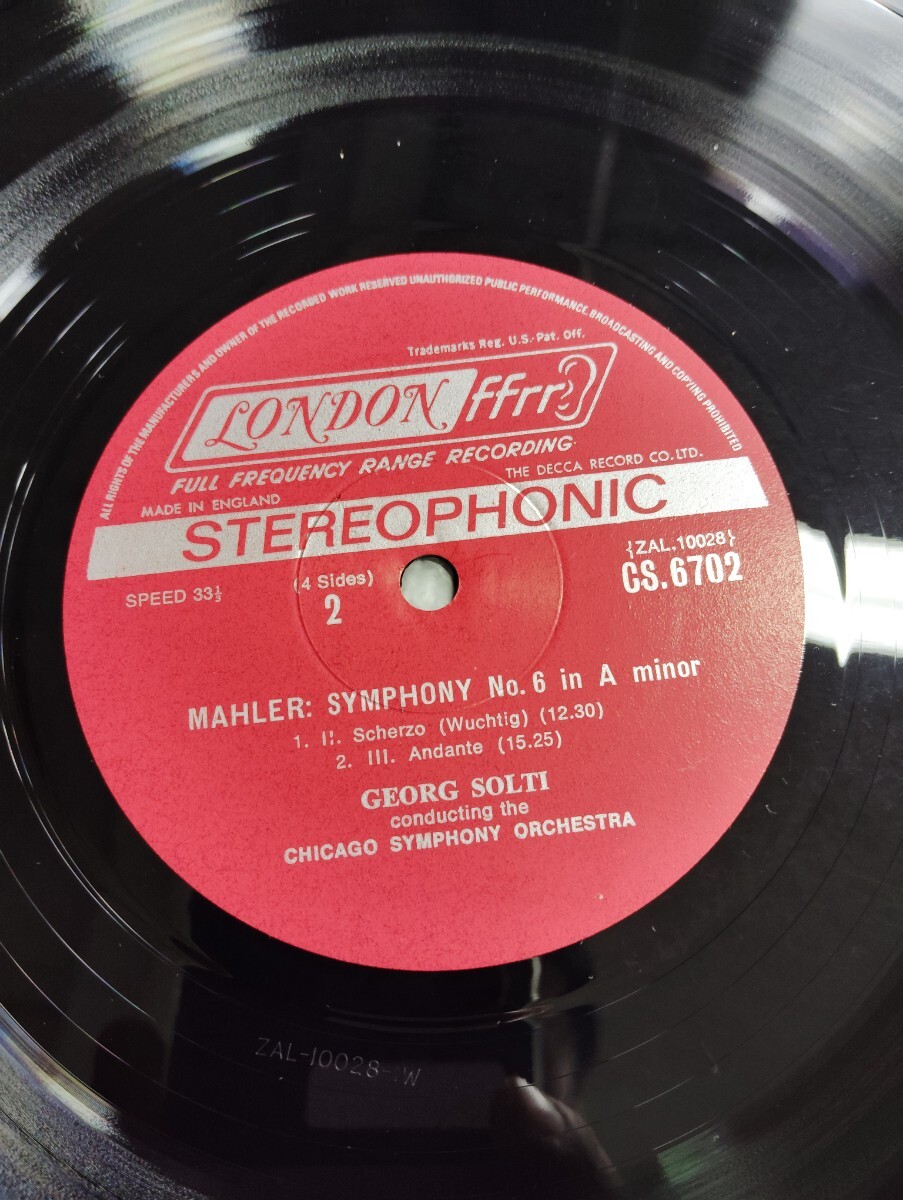 ALL RIGHTS OF THE MANUFACTURERS AND OWNER OF THE RECORDED WORK RESERVED UNAUTHORIZED PUBLIC PERFORMANCE, BROADCASTING AND COPYING PROHIBITED
Trademarks Reg. U.S. Pat. Off.
LONDON ffrr
FULL FREQUENCY RANGE RECORDING
MADE IN ENGLAND THE DECCA RECORD CO. LTD.
STEREOPHONIC
SPEED 33⅓ (4 Sides) {ZAL.10028}
2 CS.6702
MAHLER: SYMPHONY No. 6 in A minor
1. II. Scherzo (Wuchtig) (12.30)
2. III. Andante (15.25)
GEORG SOLTI
conducting the
CHICAGO SYMPHONY ORCHESTRA
ZAL-10028-